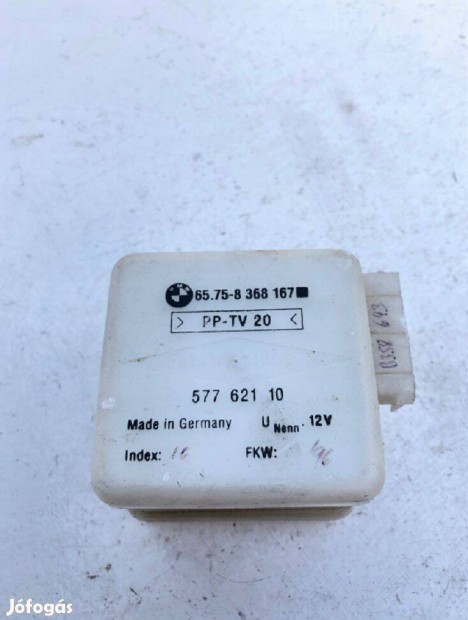 BMW
65.75-8 368 167
> PP-TV 20 <
577 621 10
Made in Germany U Nenn. 12V
Index: FKW:
Jófogás